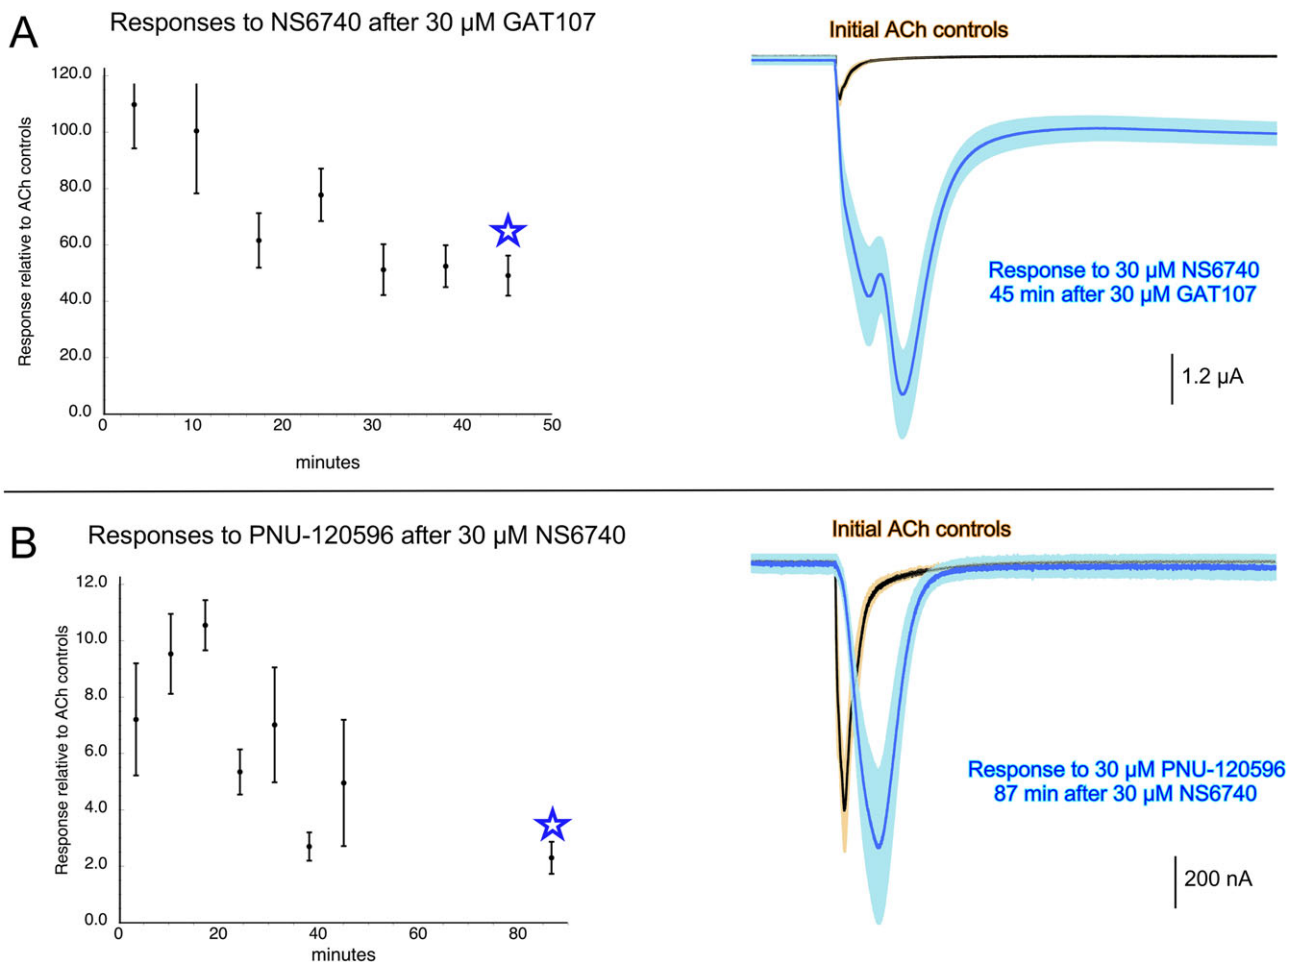 A
Responses to NS6740 after 30 µM GAT107
Response relative to ACh controls
120.0
100.0
80.0
60.0
40.0
20.0
0.0
0 10 20 30 40 50
minutes
Initial ACh controls
Response to 30 µM NS6740
45 min after 30 µM GAT107
1.2 µA
B
Responses to PNU-120596 after 30 µM NS6740
Response relative to ACh controls
12.0
10.0
8.0
6.0
4.0
2.0
0.0
0 20 40 60 80
minutes
Initial ACh controls
Response to 30 µM PNU-120596
87 min after 30 µM NS6740
200 nA